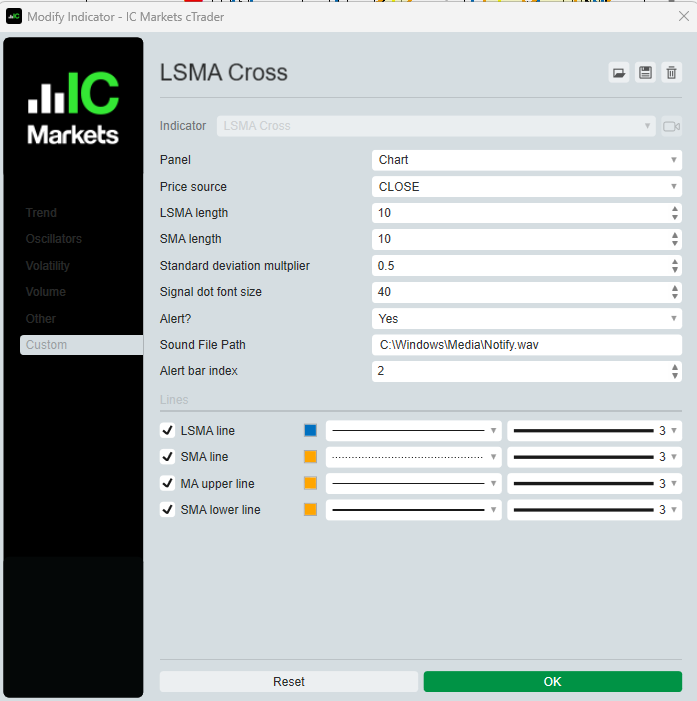 Modify Indicator - IC Markets cTrader
IC
Markets
Trend
Oscillators
Volatility
Volume
Other
Custom
LSMA Cross
Indicator LSMA Cross
Panel Chart
Price source CLOSE
LSMA length 10
SMA length 10
Standard deviation multplier 0.5
Signal dot font size 40
Alert? Yes
Sound File Path C:\Windows\Media\Notify.wav
Alert bar index 2
Lines
LSMA line 3
SMA line 3
MA upper line 3
SMA lower line 3
Reset OK